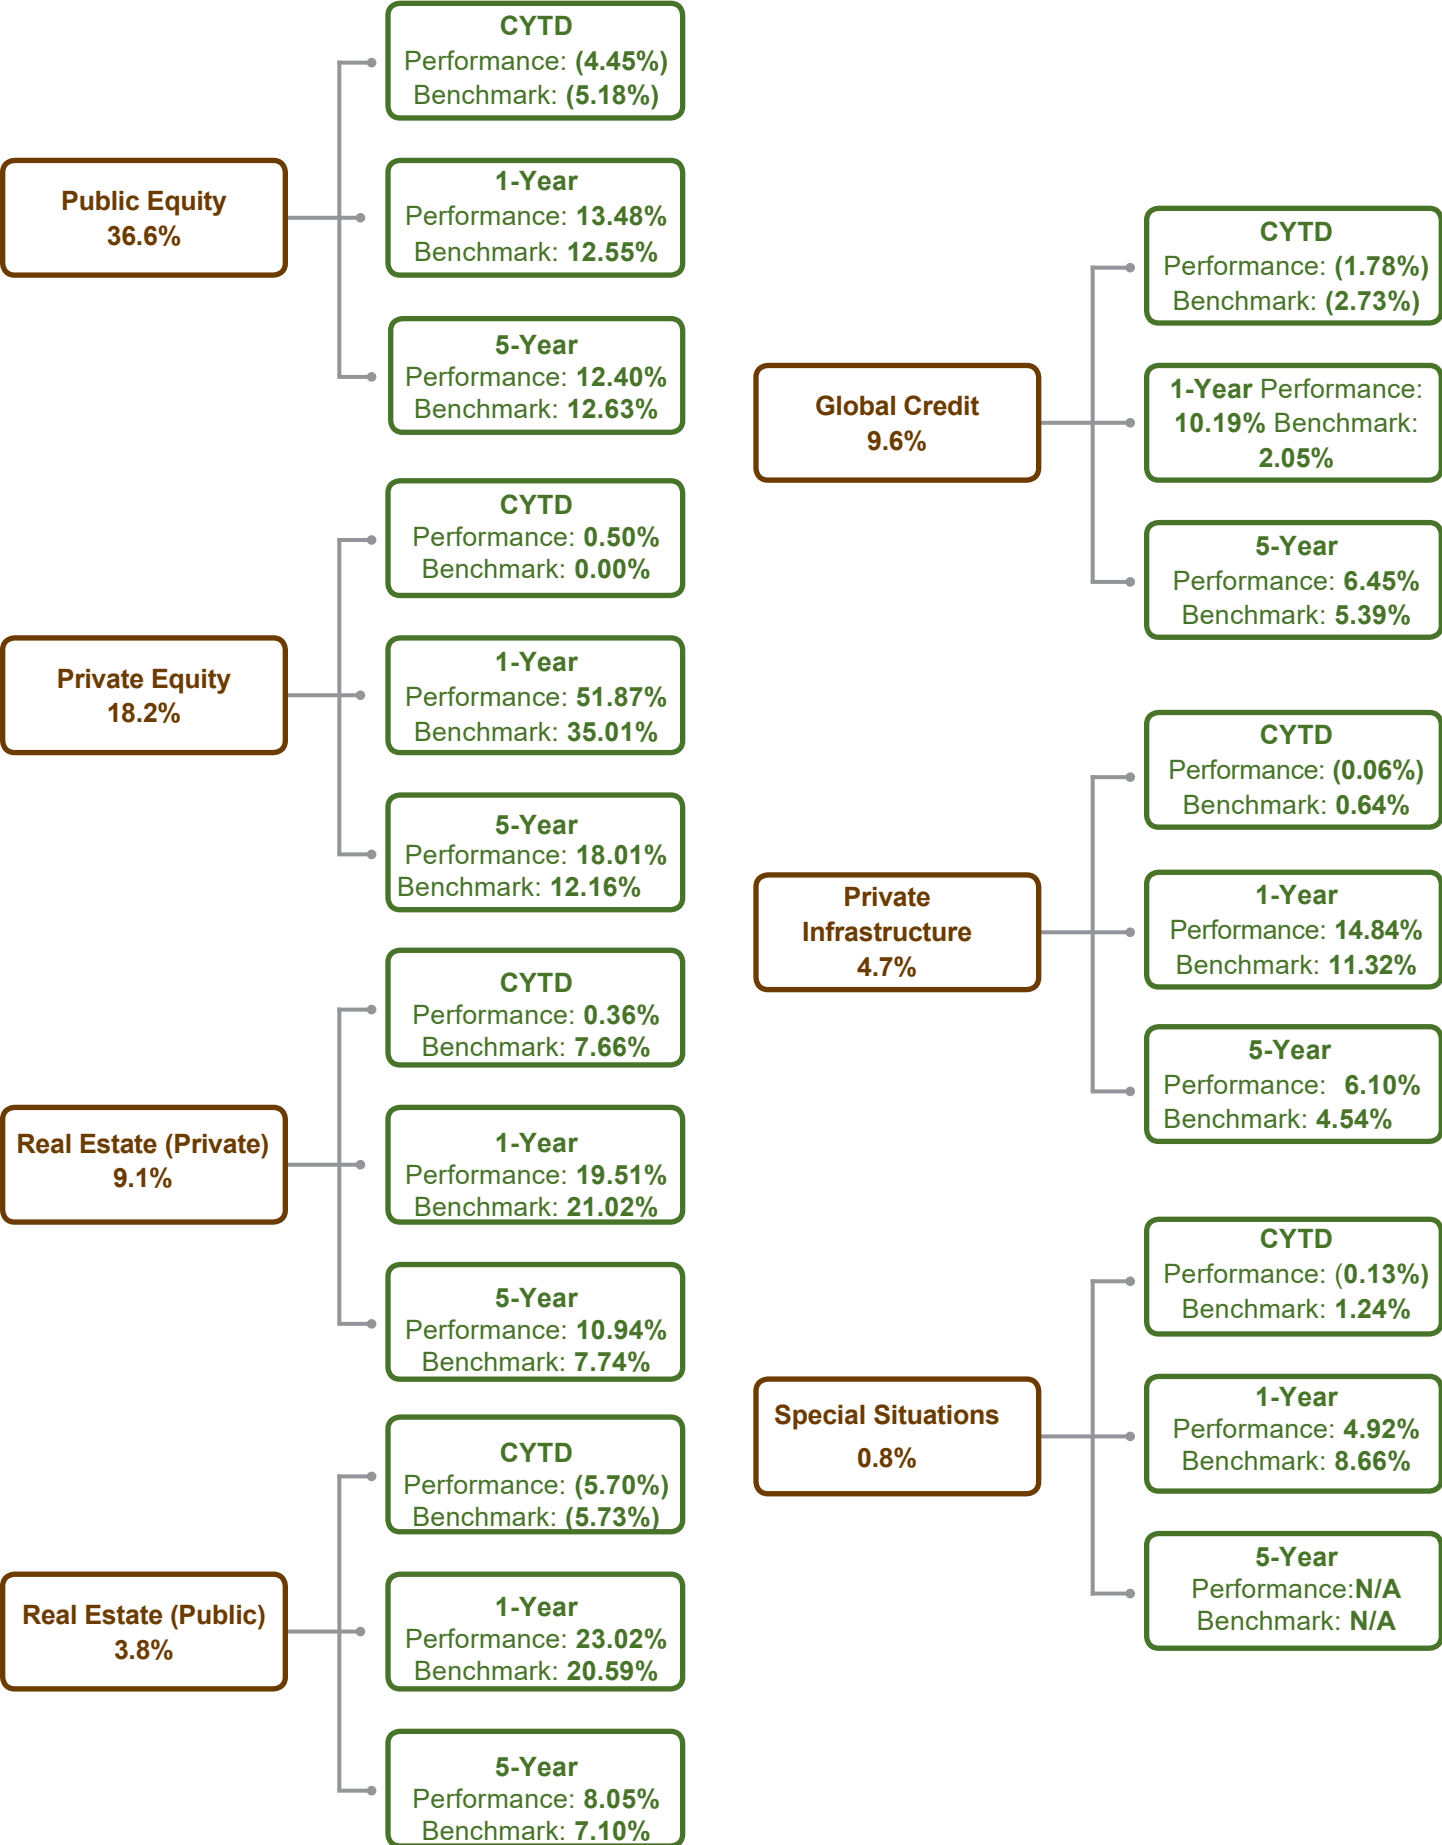 Public Equity
36.6%
CYTD
Performance: (4.45%)
Benchmark: (5.18%)
1-Year
Performance: 13.48%
Benchmark: 12.55%
5-Year
Performance: 12.40%
Benchmark: 12.63%
Private Equity
18.2%
CYTD
Performance: 0.50%
Benchmark: 0.00%
1-Year
Performance: 51.87%
Benchmark: 35.01%
5-Year
Performance: 18.01%
Benchmark: 12.16%
Real Estate (Private)
9.1%
CYTD
Performance: 0.36%
Benchmark: 7.66%
1-Year
Performance: 19.51%
Benchmark: 21.02%
5-Year
Performance: 10.94%
Benchmark: 7.74%
Real Estate (Public)
3.8%
CYTD
Performance: (5.70%)
Benchmark: (5.73%)
1-Year
Performance: 23.02%
Benchmark: 20.59%
5-Year
Performance: 8.05%
Benchmark: 7.10%
Global Credit
9.6%
CYTD
Performance: (1.78%)
Benchmark: (2.73%)
1-Year Performance:
10.19% Benchmark:
2.05%
5-Year
Performance: 6.45%
Benchmark: 5.39%
Private
Infrastructure
4.7%
CYTD
Performance: (0.06%)
Benchmark: 0.64%
1-Year
Performance: 14.84%
Benchmark: 11.32%
5-Year
Performance: 6.10%
Benchmark: 4.54%
Special Situations
0.8%
CYTD
Performance: (0.13%)
Benchmark: 1.24%
1-Year
Performance: 4.92%
Benchmark: 8.66%
5-Year
Performance:N/A
Benchmark: N/A